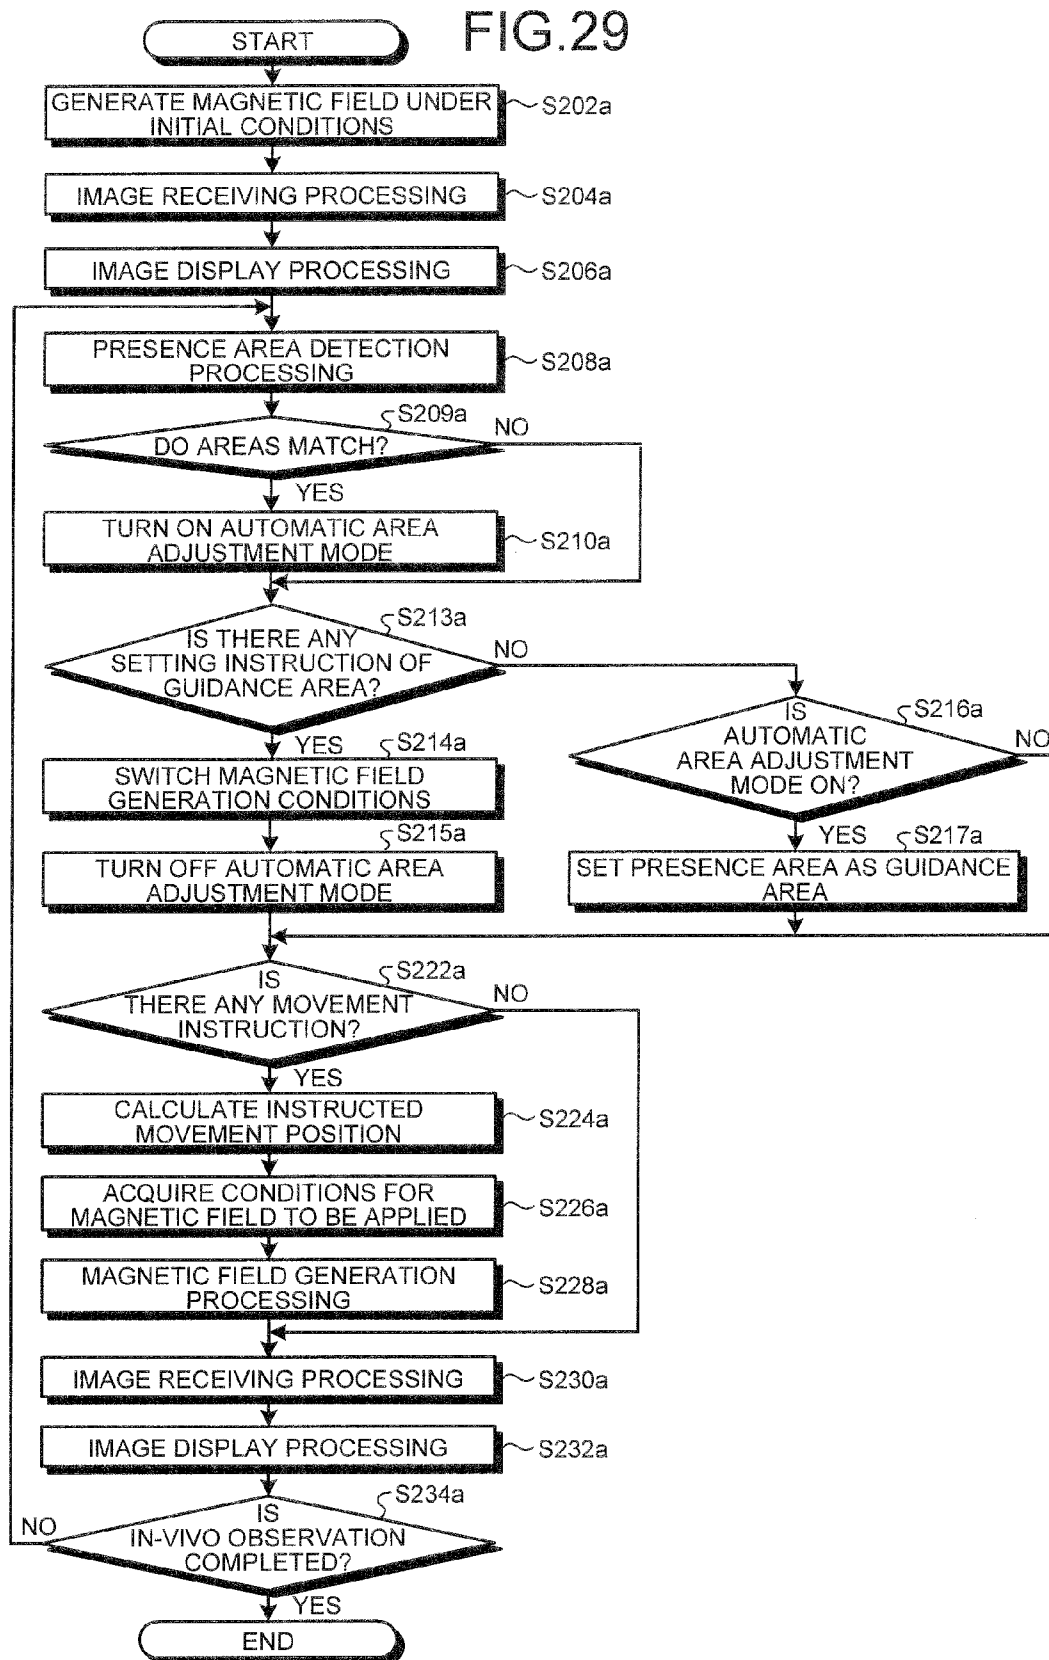 FIG.29
START
GENERATE MAGNETIC FIELD UNDER
INITIAL CONDITIONS
S202a
IMAGE RECEIVING PROCESSING
S204a
IMAGE DISPLAY PROCESSING
S206a
PRESENCE AREA DETECTION
PROCESSING
S208a
S209a
DO AREAS MATCH?
NO
YES
TURN ON AUTOMATIC AREA
ADJUSTMENT MODE
S210a
S213a
IS THERE ANY
SETTING INSTRUCTION OF
GUIDANCE AREA?
NO
YES
S216a
IS
AUTOMATIC
AREA ADJUSTMENT
MODE ON?
NO
YES
S214a
SWITCH MAGNETIC FIELD
GENERATION CONDITIONS
S215a
TURN OFF AUTOMATIC AREA
ADJUSTMENT MODE
S217a
SET PRESENCE AREA AS GUIDANCE
AREA
S222a
IS
THERE ANY MOVEMENT
INSTRUCTION?
NO
YES
CALCULATE INSTRUCTED
MOVEMENT POSITION
S224a
ACQUIRE CONDITIONS FOR
MAGNETIC FIELD TO BE APPLIED
S226a
MAGNETIC FIELD GENERATION
PROCESSING
S228a
IMAGE RECEIVING PROCESSING
S230a
IMAGE DISPLAY PROCESSING
S232a
S234a
IS
IN-VIVO OBSERVATION
COMPLETED?
NO
YES
END